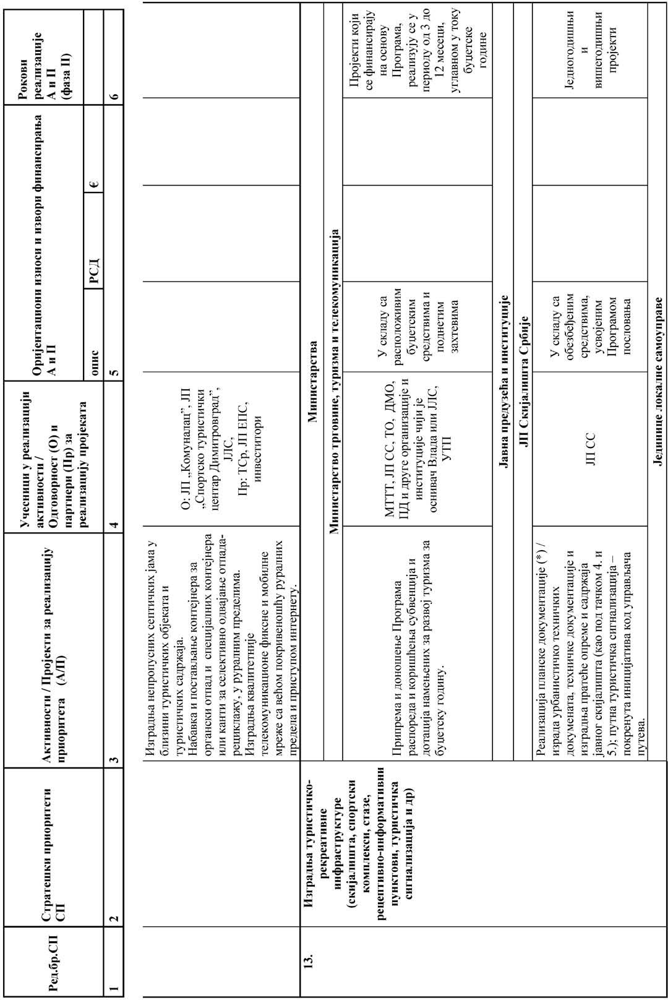 Ред.бр.СП
Стратешки приоритети
СП
Активности / Пројекти за реализацију
приоритета (А/П)
Учесници у реализацији
активности /
Одговорност (О) и
партнери (Пр) за
реализацију пројеката
Оријентациони износи и извори финансирања
А и П
опис
РСД
€
Рокови
реализације
А и П
(фаза II)
1
2
3
4
5
6
Изградња непропусних септичких јама у
близини туристичких објеката и
туристичких садржаја.
Набавка и постављање контејнера за
органски отпад и специјалних контејнера
или канти за селективно одвајање отпада-
рециклажу, у руралним пределима.
Изградња квалитетније
телекомуникационе фиксне и мобилне
мреже са већом покривеношћу руралних
предела и приступом интернету.
О: ЈП „Комуналац”, ЈП
„Спортско туристички
центар Димитровград”,
ЈЛС,
Пр: ТСр, ЈП ЕПС,
инвеститори
13.
Изградња туристичко-
рекреативне
инфраструктуре
(скијалишта, спортски
комплекси, стазе,
рецептивно-информативни
пунктови, туристичка
сигнализација и др)
Министарства
Министарство трговине, туризма и телекомуникација
Припрема и доношење Програма
распореда и коришћења субвенција и
дотација намењених за развој туризма за
буџетску годину.
МТТТ, ЈП СС, ТО, ДМО,
ПД и друге организације и
институције чији је
оснивач Влада или ЈЛС,
УТП
У складу са
расположивим
буџетским
средствима и
поднетим
захтевима
Пројекти који
се финансирају
на основу
Програма,
реализују се у
периоду од 3 до
12 месеци,
углавном у току
буџетске
године
Јавна предузећа и институције
ЈП Скијалишта Србије
Реализација планске документације (*) /
израда урбанистичко техничких
докумената, техничке документације и
изградња пратеће опреме и садржаја
јавног скијалишта (као под тачком 4. и
5.); путна туристичка сигнализација –
покренута иницијатива код управљача
путева.
ЈП СС
У складу са
обезбеђеним
средствима,
усвојеним
Програмом
пословања
Једногодишњи
и
вишегодишњи
пројекти
Јединице локалне самоуправе